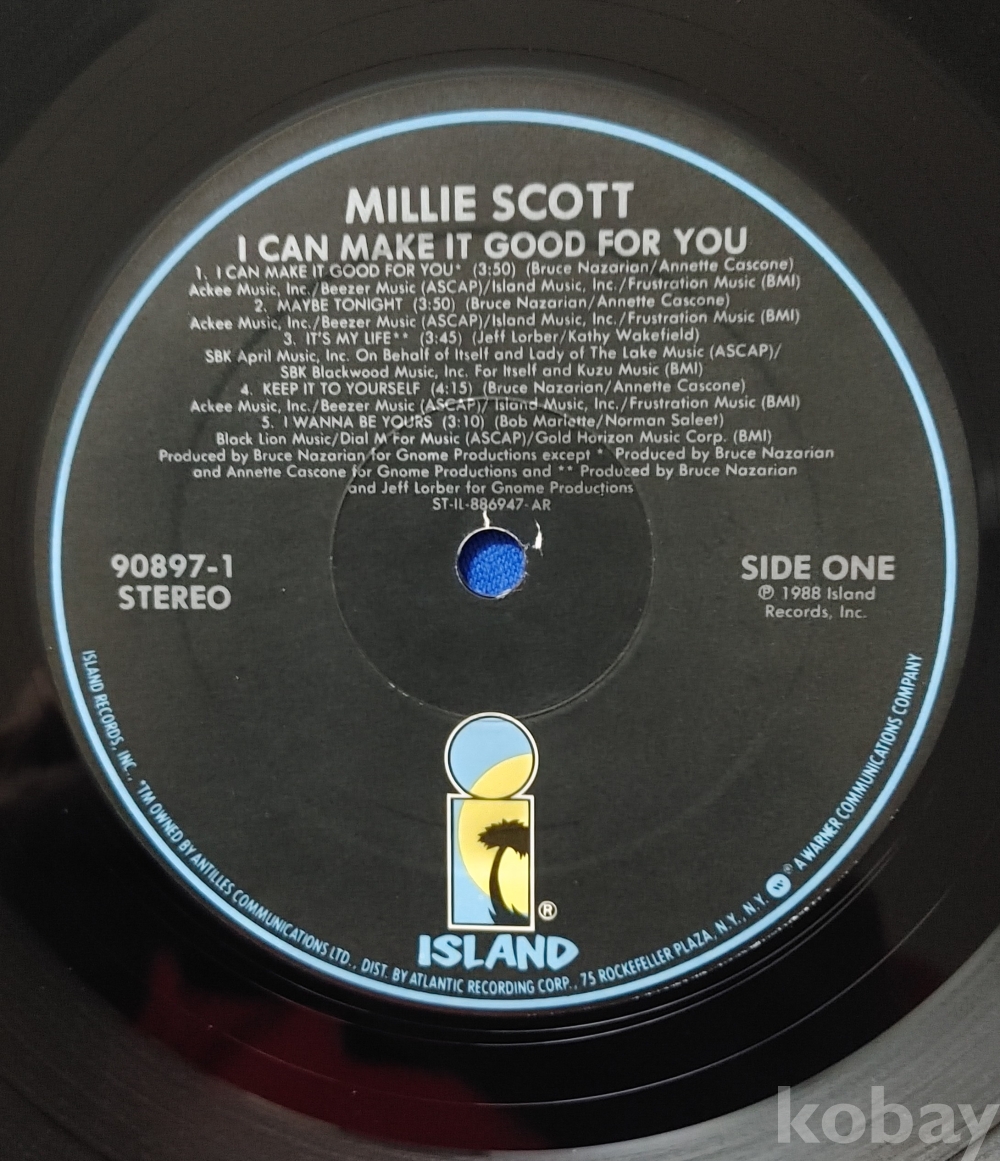 MILLIE SCOTT
I CAN MAKE IT GOOD FOR YOU
1. I CAN MAKE IT GOOD FOR YOU* (3:50) (Bruce Nazarian/Annette Cascone)
Ackee Music, Inc./Beezer Music (ASCAP)/Island Music, Inc./Frustration Music (BMI)
2. MAYBE TONIGHT (3:50) (Bruce Nazarian/Annette Cascone)
Ackee Music, Inc./Beezer Music (ASCAP)/Island Music, Inc./Frustration Music (BMI)
3. IT'S MY LIFE** (3:45) (Jeff Lorber/Kathy Wakefield)
SBK April Music, Inc. On Behalf of Itself and Lady of The Lake Music (ASCAP)/
SBK Blackwood Music, Inc. For Itself and Kuzu Music (BMI)
4. KEEP IT TO YOURSELF (4:15) (Bruce Nazarian/Annette Cascone)
Ackee Music, Inc./Beezer Music (ASCAP)/ Island Music, Inc./Frustration Music (BMI)
5. I WANNA BE YOURS (3:10) (Bob Marlette/Norman Saleet)
Black Lion Music/Dial M For Music (ASCAP)/Gold Horizon Music Corp. (BMI)
Produced by Bruce Nazarian for Gnome Productions except * Produced by Bruce Nazarian
and Annette Cascone for Gnome Productions and ** Produced by Bruce Nazarian
and Jeff Lorber for Gnome Productions
ST-IL-886947-AR
90897-1
STEREO
SIDE ONE
℗ 1988 Island
Records, Inc.
ISLAND®
ISLAND RECORDS, INC., *TM OWNED BY ANTILLES COMMUNICATIONS LTD., DIST. BY ATLANTIC RECORDING CORP., 75 ROCKEFELLER PLAZA, N.Y., N.Y. ® A WARNER COMMUNICATIONS COMPANY
kobay